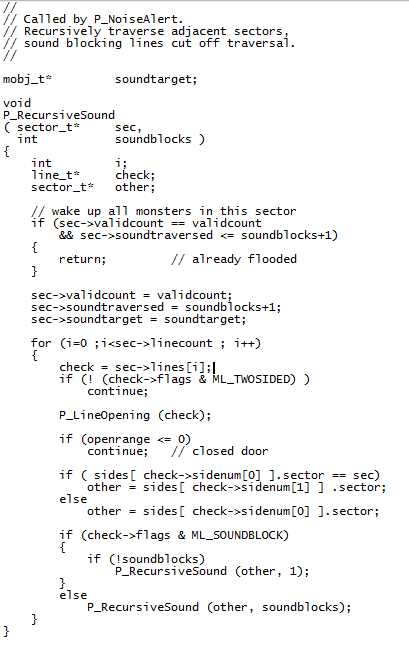 //
// Called by P_NoiseAlert.
// Recursively traverse adjacent sectors,
// sound blocking lines cut off traversal.
//

mobj_t*         soundtarget;

void
P_RecursiveSound
( sector_t*     sec,
  int           soundblocks )
{
    int         i;
    line_t*     check;
    sector_t*   other;

    // wake up all monsters in this sector
    if (sec->validcount == validcount
        && sec->soundtraversed <= soundblocks+1)
    {
        return;         // already flooded
    }

    sec->validcount = validcount;
    sec->soundtraversed = soundblocks+1;
    sec->soundtarget = soundtarget;

    for (i=0 ;i<sec->linecount ; i++)
    {
        check = sec->lines[i];
        if (! (check->flags & ML_TWOSIDED) )
            continue;

        P_LineOpening (check);

        if (openrange <= 0)
            continue;   // closed door

        if ( sides[ check->sidenum[0] ].sector == sec)
            other = sides[ check->sidenum[1] ] .sector;
        else
            other = sides[ check->sidenum[0] ].sector;

        if (check->flags & ML_SOUNDBLOCK)
        {
            if (!soundblocks)
                P_RecursiveSound (other, 1);
        }
        else
            P_RecursiveSound (other, soundblocks);
    }
}